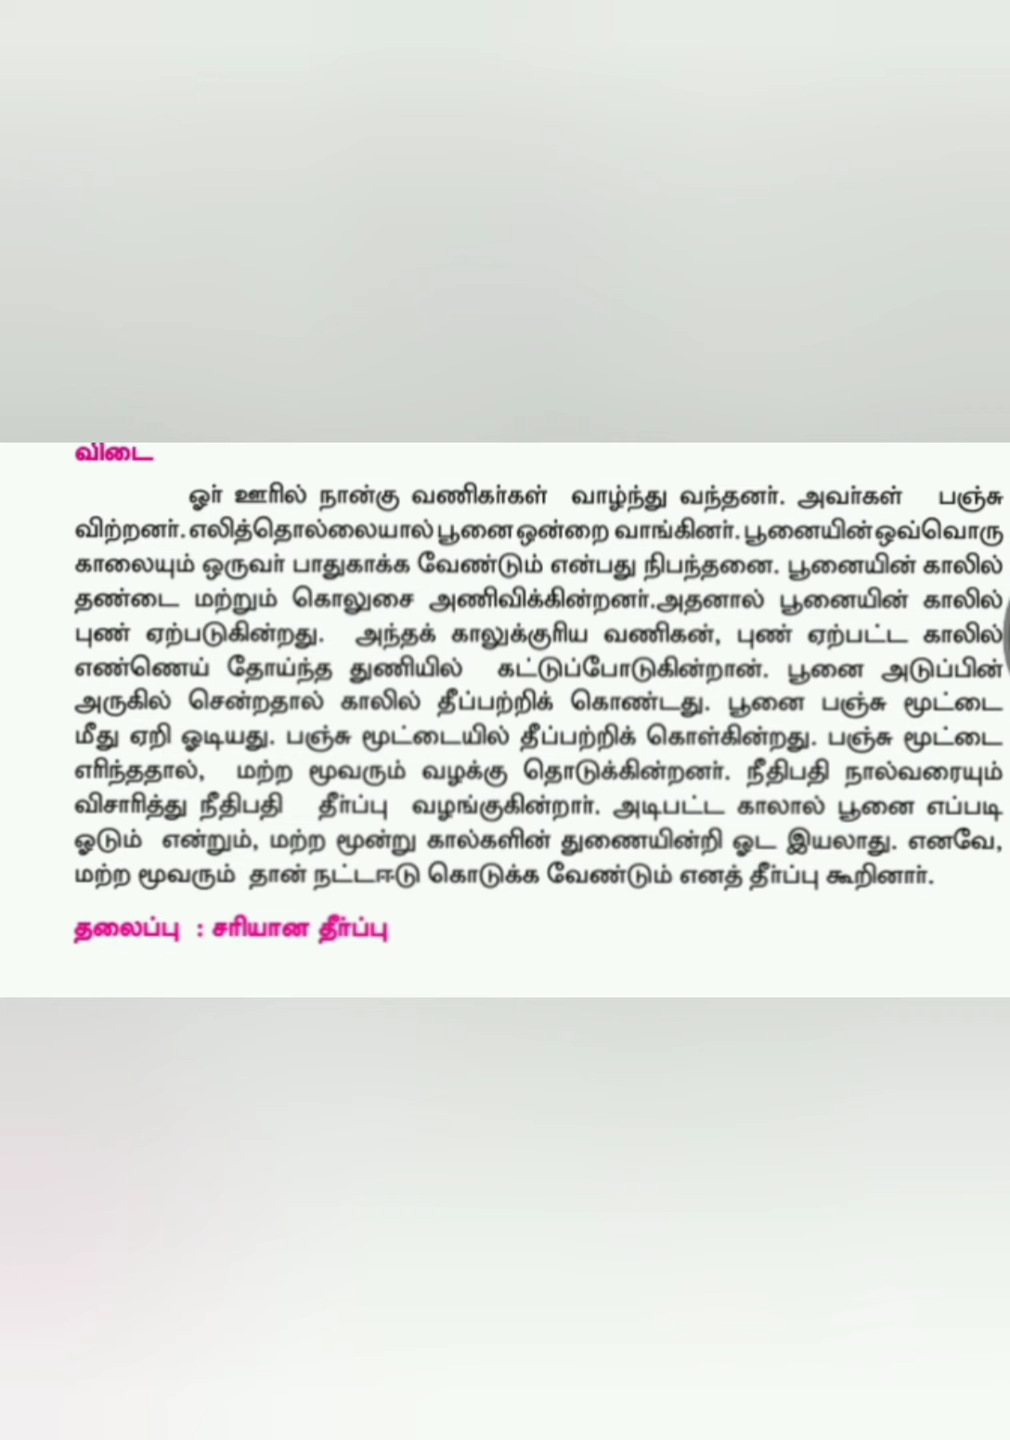 விடை
ஓர் ஊரில் நான்கு வணிகர்கள் வாழ்ந்து வந்தனர். அவர்கள் பஞ்சு
விற்றனர். எலித்தொல்லையால் பூனை ஒன்றை வாங்கினர். பூனையின் ஒவ்வொரு
காலையும் ஒருவர் பாதுகாக்க வேண்டும் என்பது நிபந்தனை. பூனையின் காலில்
தண்டை மற்றும் கொலுசை அணிவிக்கின்றனர்.அதனால் பூனையின் காலில்
புண் ஏற்படுகின்றது. அந்தக் காலுக்குரிய வணிகன், புண் ஏற்பட்ட காலில்
எண்ணெய் தோய்ந்த துணியில் கட்டுப்போடுகின்றான். பூனை அடுப்பின்
அருகில் சென்றதால் காலில் தீப்பற்றிக் கொண்டது. பூனை பஞ்சு மூட்டை
மீது ஏறி ஓடியது. பஞ்சு மூட்டையில் தீப்பற்றிக் கொள்கின்றது. பஞ்சு மூட்டை
எரிந்ததால், மற்ற மூவரும் வழக்கு தொடுக்கின்றனர். நீதிபதி நால்வரையும்
விசாரித்து நீதிபதி தீர்ப்பு வழங்குகின்றார். அடிபட்ட காலால் பூனை எப்படி
ஓடும் என்றும், மற்ற மூன்று கால்களின் துணையின்றி ஓட இயலாது. எனவே,
மற்ற மூவரும் தான் நட்டஈடு கொடுக்க வேண்டும் எனத் தீர்ப்பு கூறினார்.
தலைப்பு : சரியான தீர்ப்பு